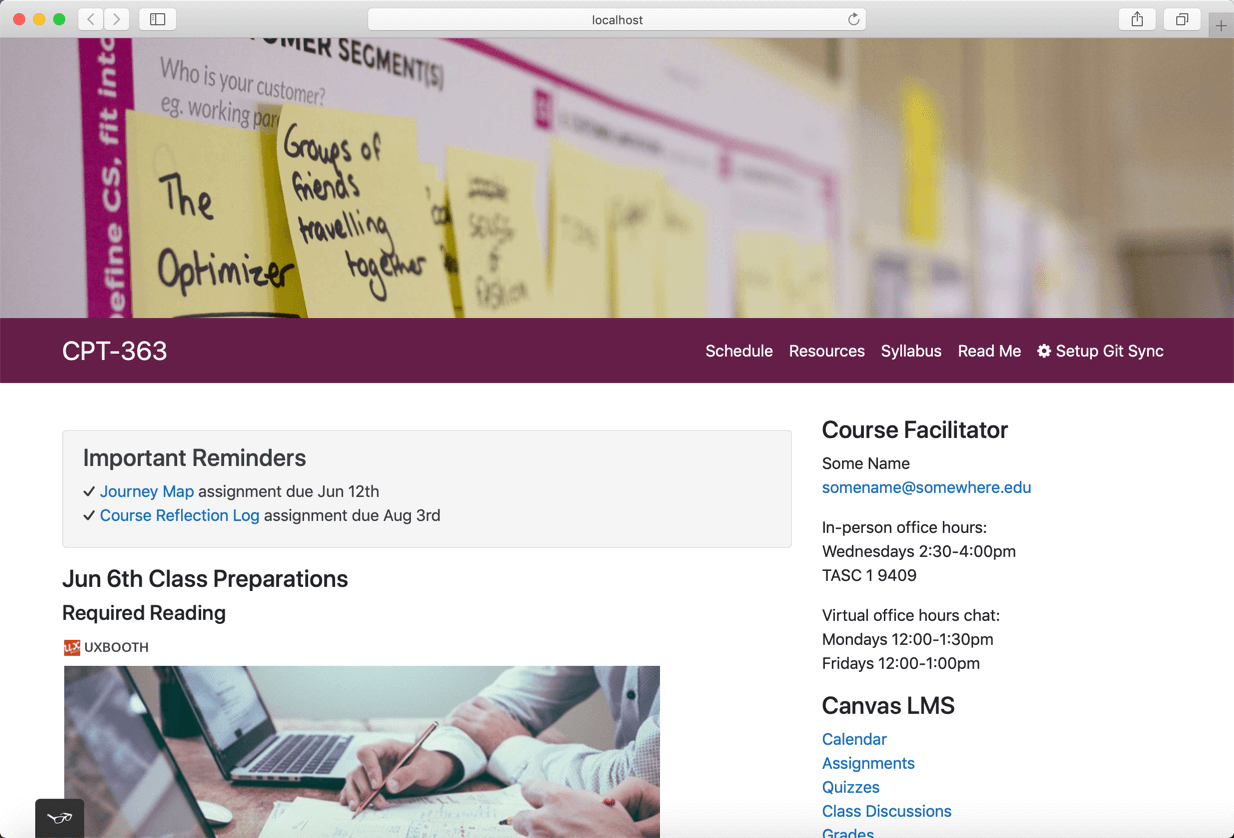 localhost
CUSTOMER SEGMENT(S)
Who is your customer?
eg. working
efine CS, fit into
The
Optimizer
Groups of
friends
travelling
together
CPT-363
Schedule Resources Syllabus Read Me Setup Git Sync
Important Reminders
✔ Journey Map assignment due Jun 12th
✔ Course Reflection Log assignment due Aug 3rd
Jun 6th Class Preparations
Required Reading
UX UXBOOTH
Course Facilitator
Some Name
somename@somewhere.edu
In-person office hours:
Wednesdays 2:30-4:00pm
TASC 1 9409
Virtual office hours chat:
Mondays 12:00-1:30pm
Fridays 12:00-1:00pm
Canvas LMS
Calendar
Assignments
Quizzes
Class Discussions
Grades